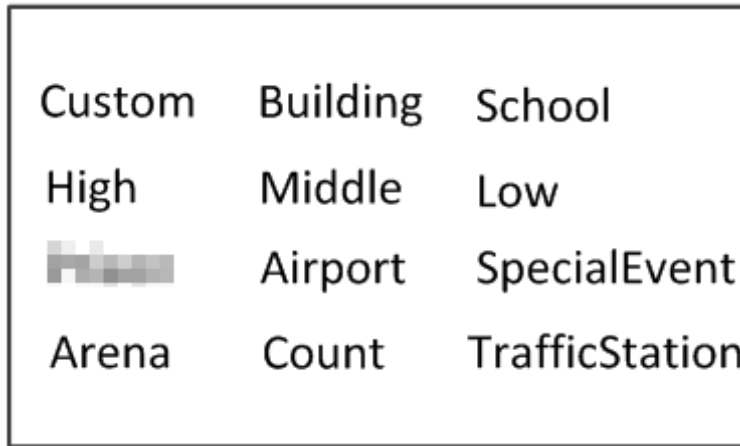 Custom Building School
High Middle Low
Airport SpecialEvent
Arena Count TrafficStation